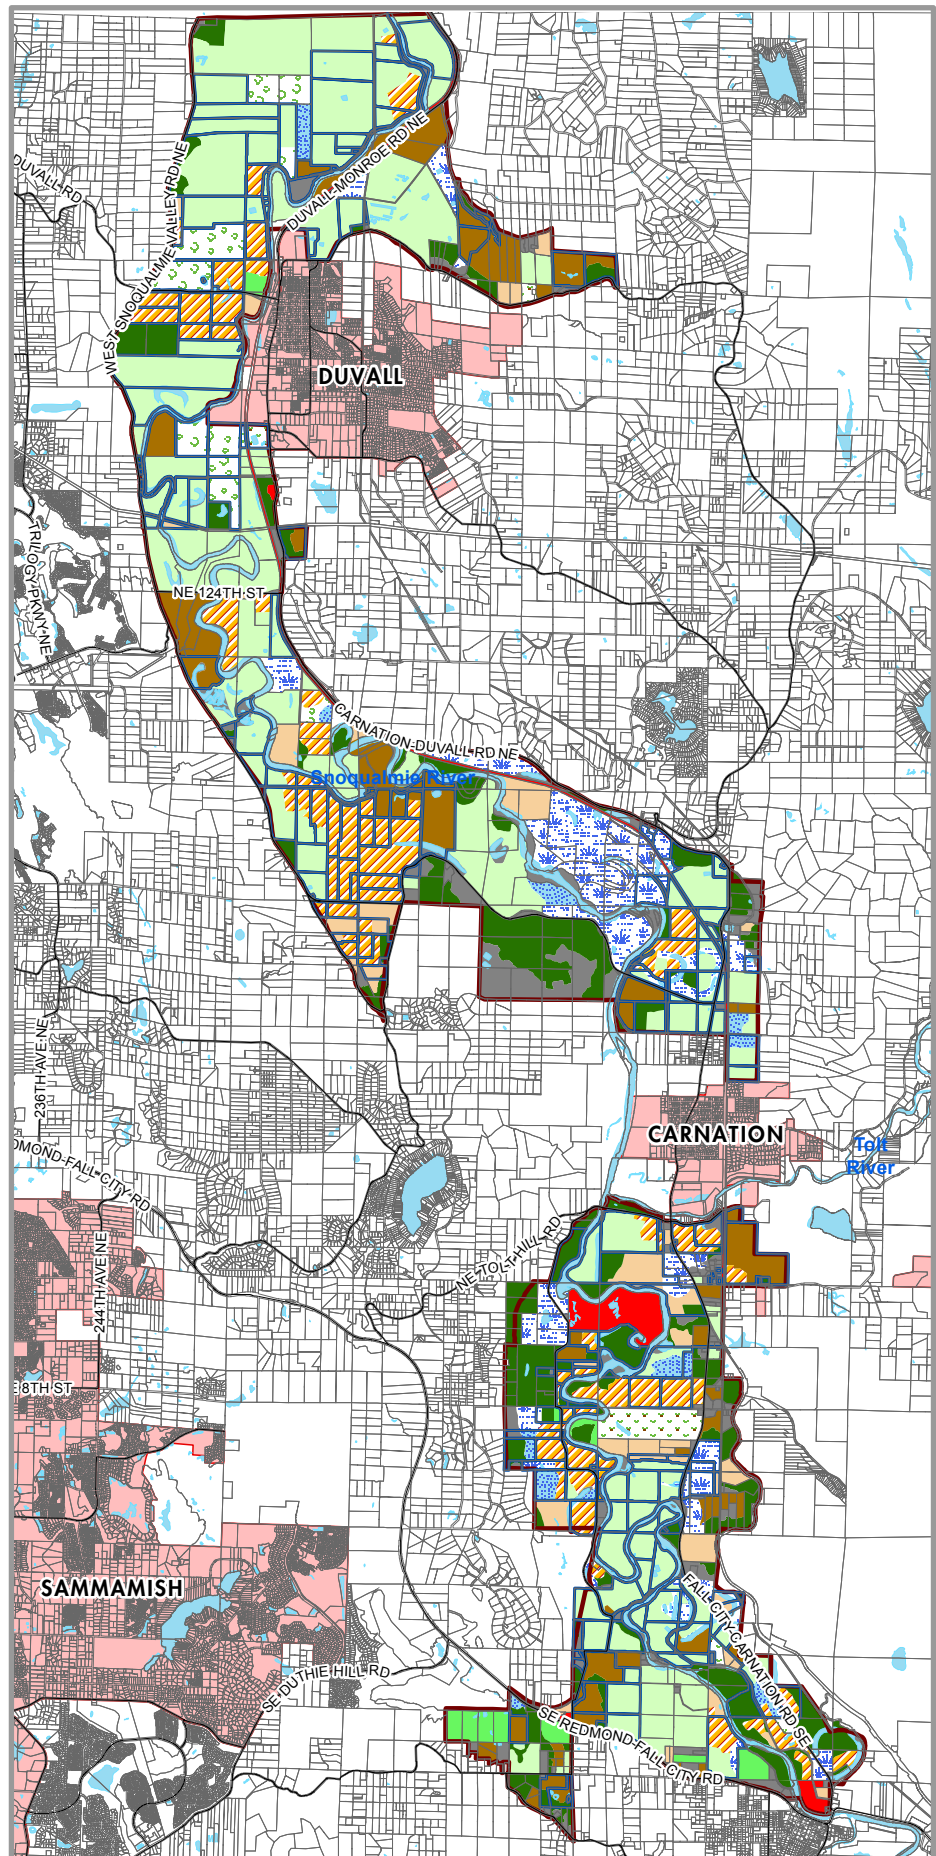 DUVALL RD
WEST SNOQUALMIE VALLEY RD NE
DUVALL-MONROE RD NE
DUVALL
TRILOGY PKWY NE
NE 124TH ST
CARNATION-DUVALL RD NE
Snoqualmie River
236TH AVE NE
CARNATION
Tolt
River
DMOND-FALL CITY RD
244TH AVE NE
NE TOLT HILL RD
E 8TH ST
SAMMAMISH
FALL CITY-CARNATION RD SE
SE DUTHIE HILL RD
SE REDMOND-FALL CITY RD